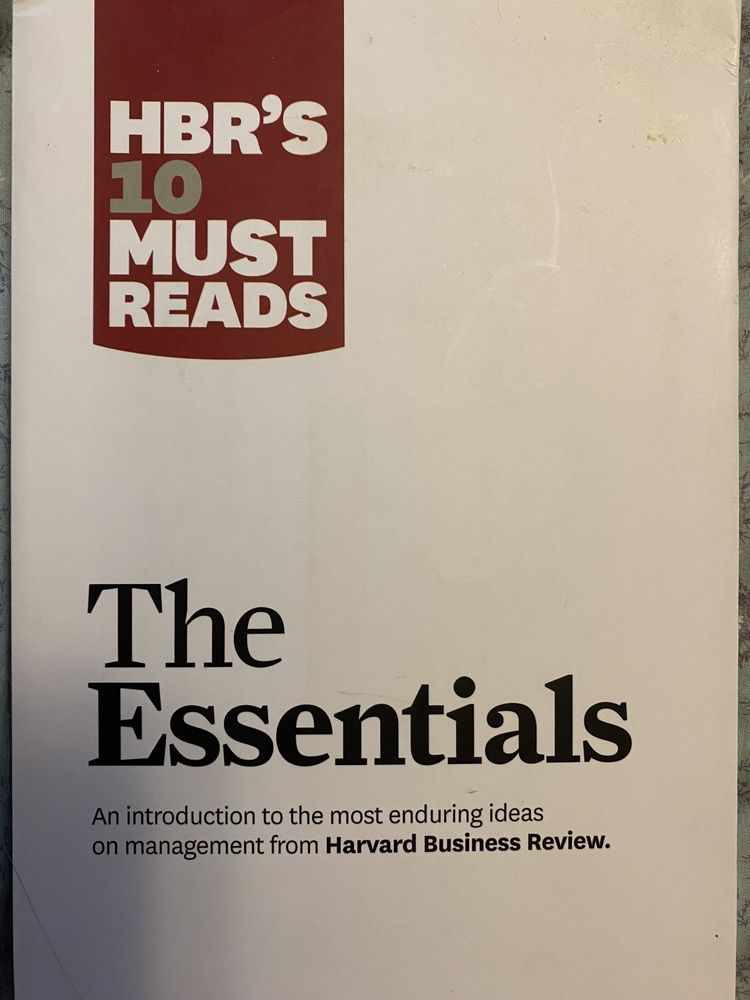 HBR’S
10
MUST
READS
The
Essentials
An introduction to the most enduring ideas
on management from Harvard Business Review.